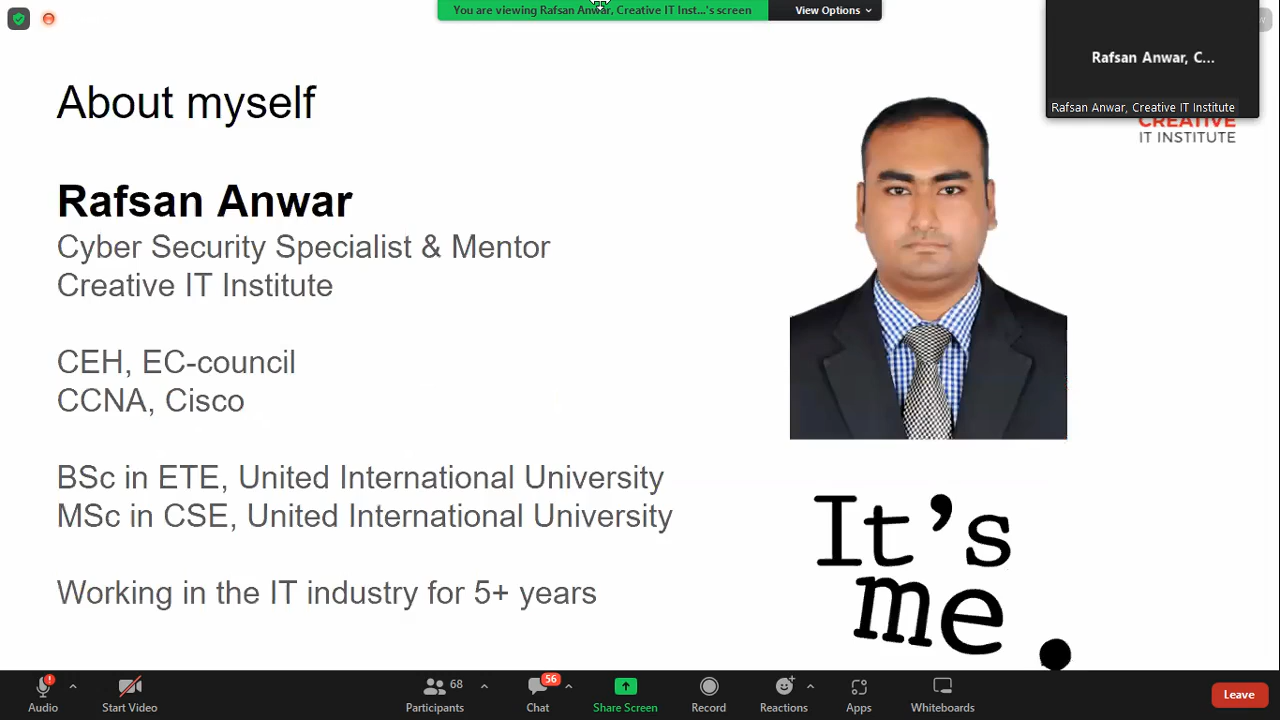 You are viewing Rafsan Anwar, Creative IT Inst...'s screen
View Options
Rafsan Anwar, C...
Rafsan Anwar, Creative IT Institute
CREATIVE
IT INSTITUTE
About myself
Rafsan Anwar
Cyber Security Specialist & Mentor
Creative IT Institute
CEH, EC-council
CCNA, Cisco
BSc in ETE, United International University
MSc in CSE, United International University
Working in the IT industry for 5+ years
It's
me.
Audio
Start Video
Participants
68
Chat
56
Share Screen
Record
Reactions
Apps
Whiteboards
Leave